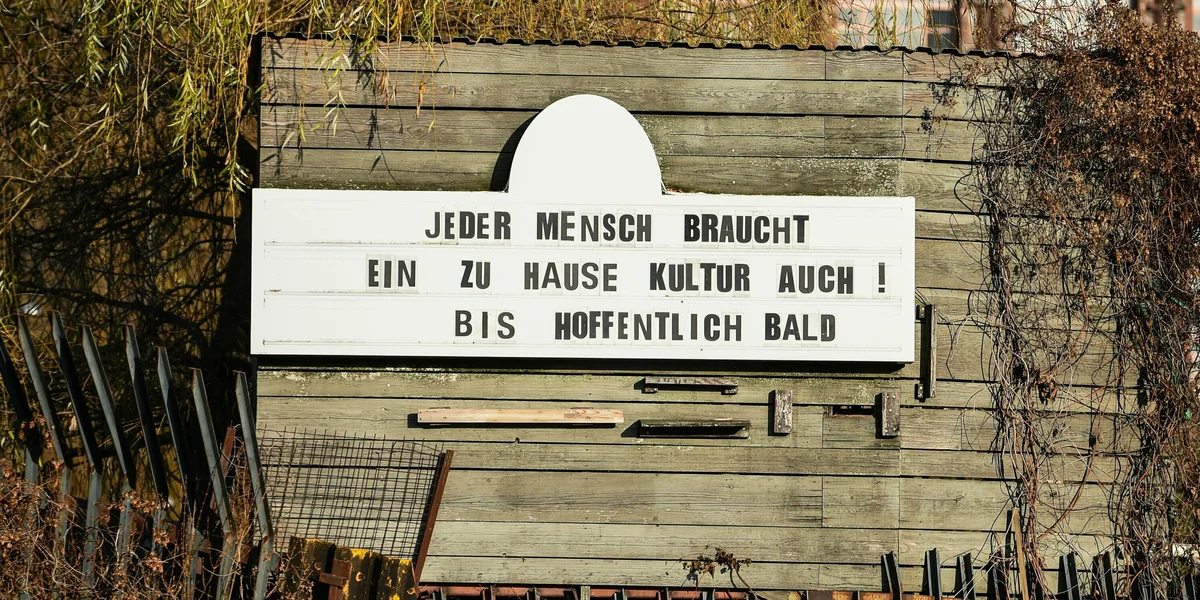 JEDER MENSCH BRAUCHT
EIN ZU HAUSE KULTUR AUCH !
BIS HOFFENTLICH BALD